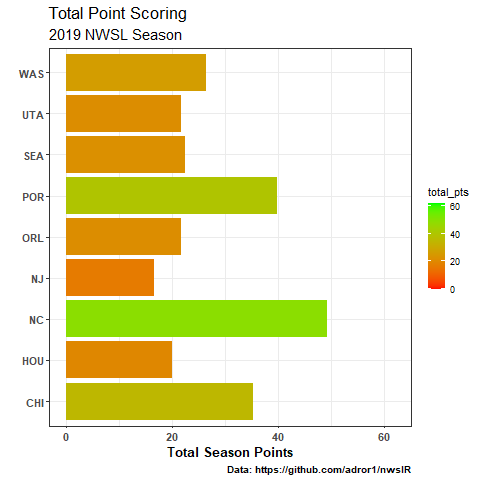 Total Point Scoring
2019 NWSL Season
WAS
UTA
SEA
POR
ORL
NJ
NC
HOU
CHI
0 20 40 60
Total Season Points
total_pts
60
40
20
0
Data: https://github.com/adror1/nwslR